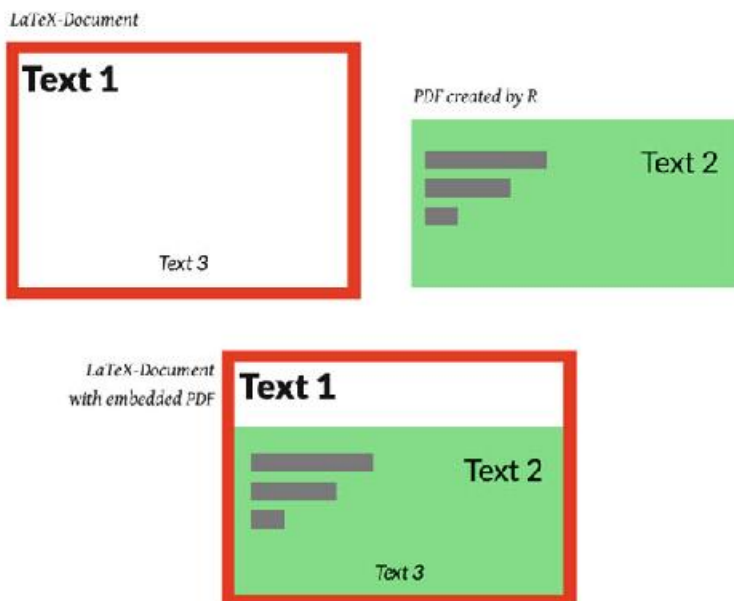 LaTeX-Document
Text 1
Text 3
PDF created by R
Text 2
LaTeX-Document
with embedded PDF
Text 1
Text 2
Text 3